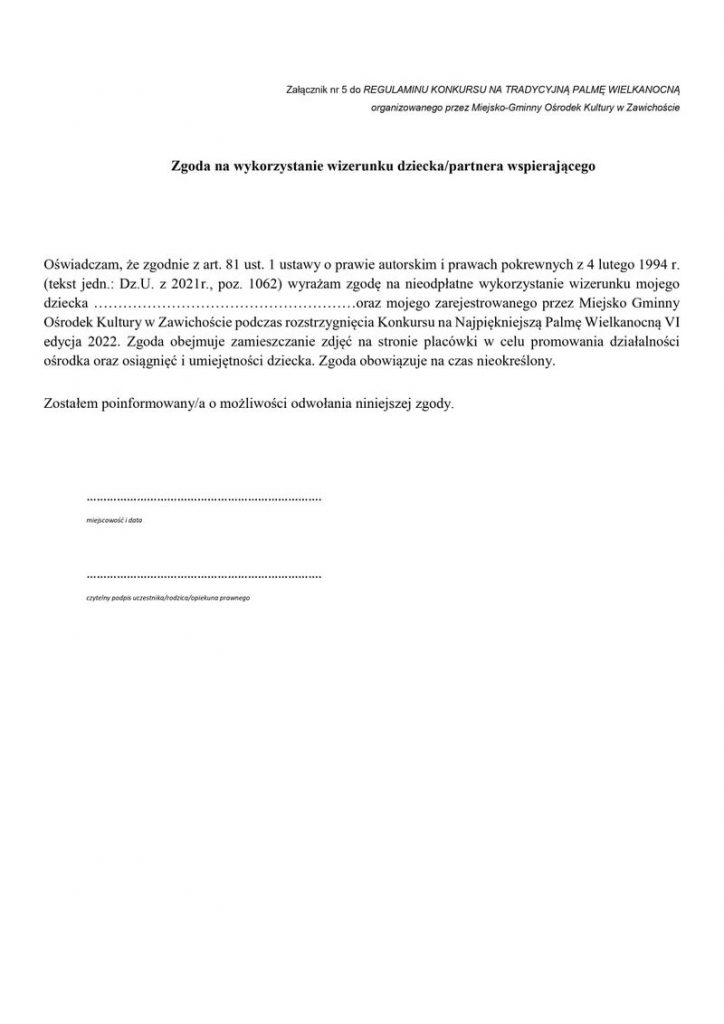 Załącznik nr 5 do REGULAMINU KONKURSU NA TRADYCYJNĄ PALMĘ WIELKANOCNĄ
organizowanego przez Miejsko-Gminny Ośrodek Kultury w Zawichoście
Zgoda na wykorzystanie wizerunku dziecka/partnera wspierającego
Oświadczam, że zgodnie z art. 81 ust. 1 ustawy o prawie autorskim i prawach pokrewnych z 4 lutego 1994 r.
(tekst jedn.: Dz.U. z 2021r., poz. 1062) wyrażam zgodę na nieodpłatne wykorzystanie wizerunku mojego
dziecka ………………………………………………oraz mojego zarejestrowanego przez Miejsko Gminny
Ośrodek Kultury w Zawichoście podczas rozstrzygnięcia Konkursu na Najpiękniejszą Palmę Wielkanocną VI
edycja 2022. Zgoda obejmuje zamieszczanie zdjęć na stronie placówki w celu promowania działalności
ośrodka oraz osiągnięć i umiejętności dziecka. Zgoda obowiązuje na czas nieokreślony.
Zostałem poinformowany/a o możliwości odwołania niniejszej zgody.
……………………………………………………………
miejscowość i data
……………………………………………………………
czytelny podpis uczestnika/rodzica/opiekuna prawnego